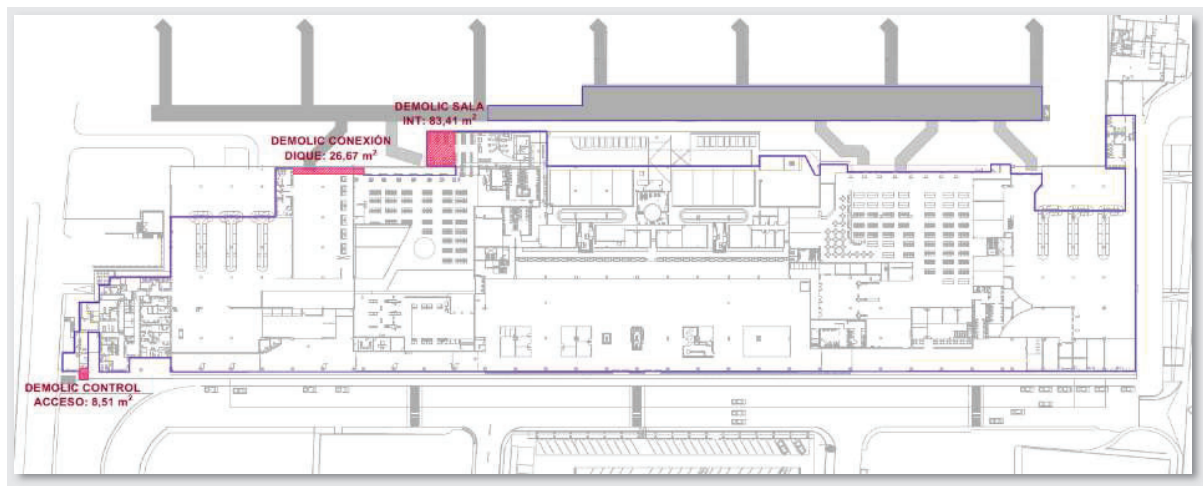 DEMOLIC SALA
INT: 83,41 m²
DEMOLIC CONEXIÓN
DIQUE: 26,67 m²
DEMOLIC CONTROL
ACCESO: 8,51 m²